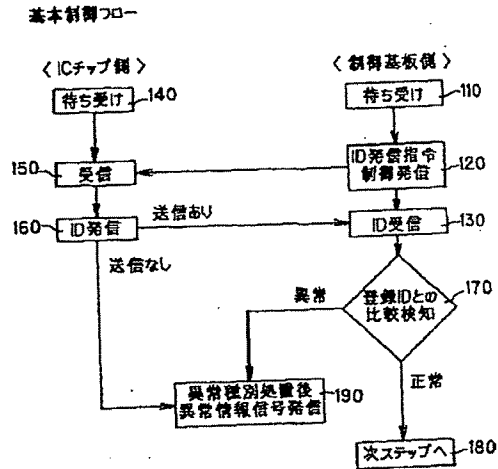 基本制御フロー
〈ICチップ側〉
〈制御基板側〉
待ち受け
140
待ち受け
110
150
受信
ID発信指令
制御発信
120
160
ID発信
送信あり
ID受信
130
送信なし
異常
登録IDとの
比較検知
170
正常
異常種別処置後
異常情報信号発信
190
次ステップへ
180